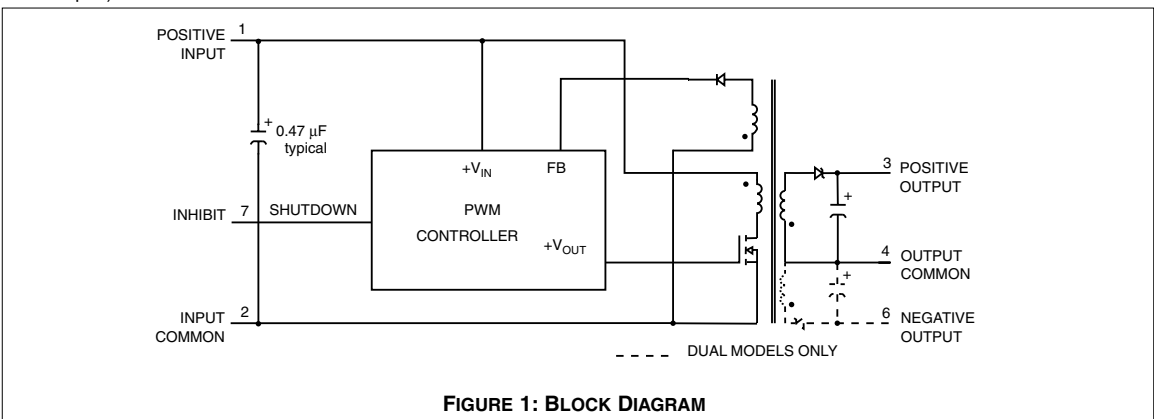 POSITIVE
INPUT
1
+
0.47 µF
typical
+VIN
FB
3
POSITIVE
OUTPUT
+
INHIBIT
7
SHUTDOWN
PWM
CONTROLLER
+VOUT
4
OUTPUT
COMMON
+
INPUT
COMMON
2
6
NEGATIVE
OUTPUT
DUAL MODELS ONLY
FIGURE 1: BLOCK DIAGRAM